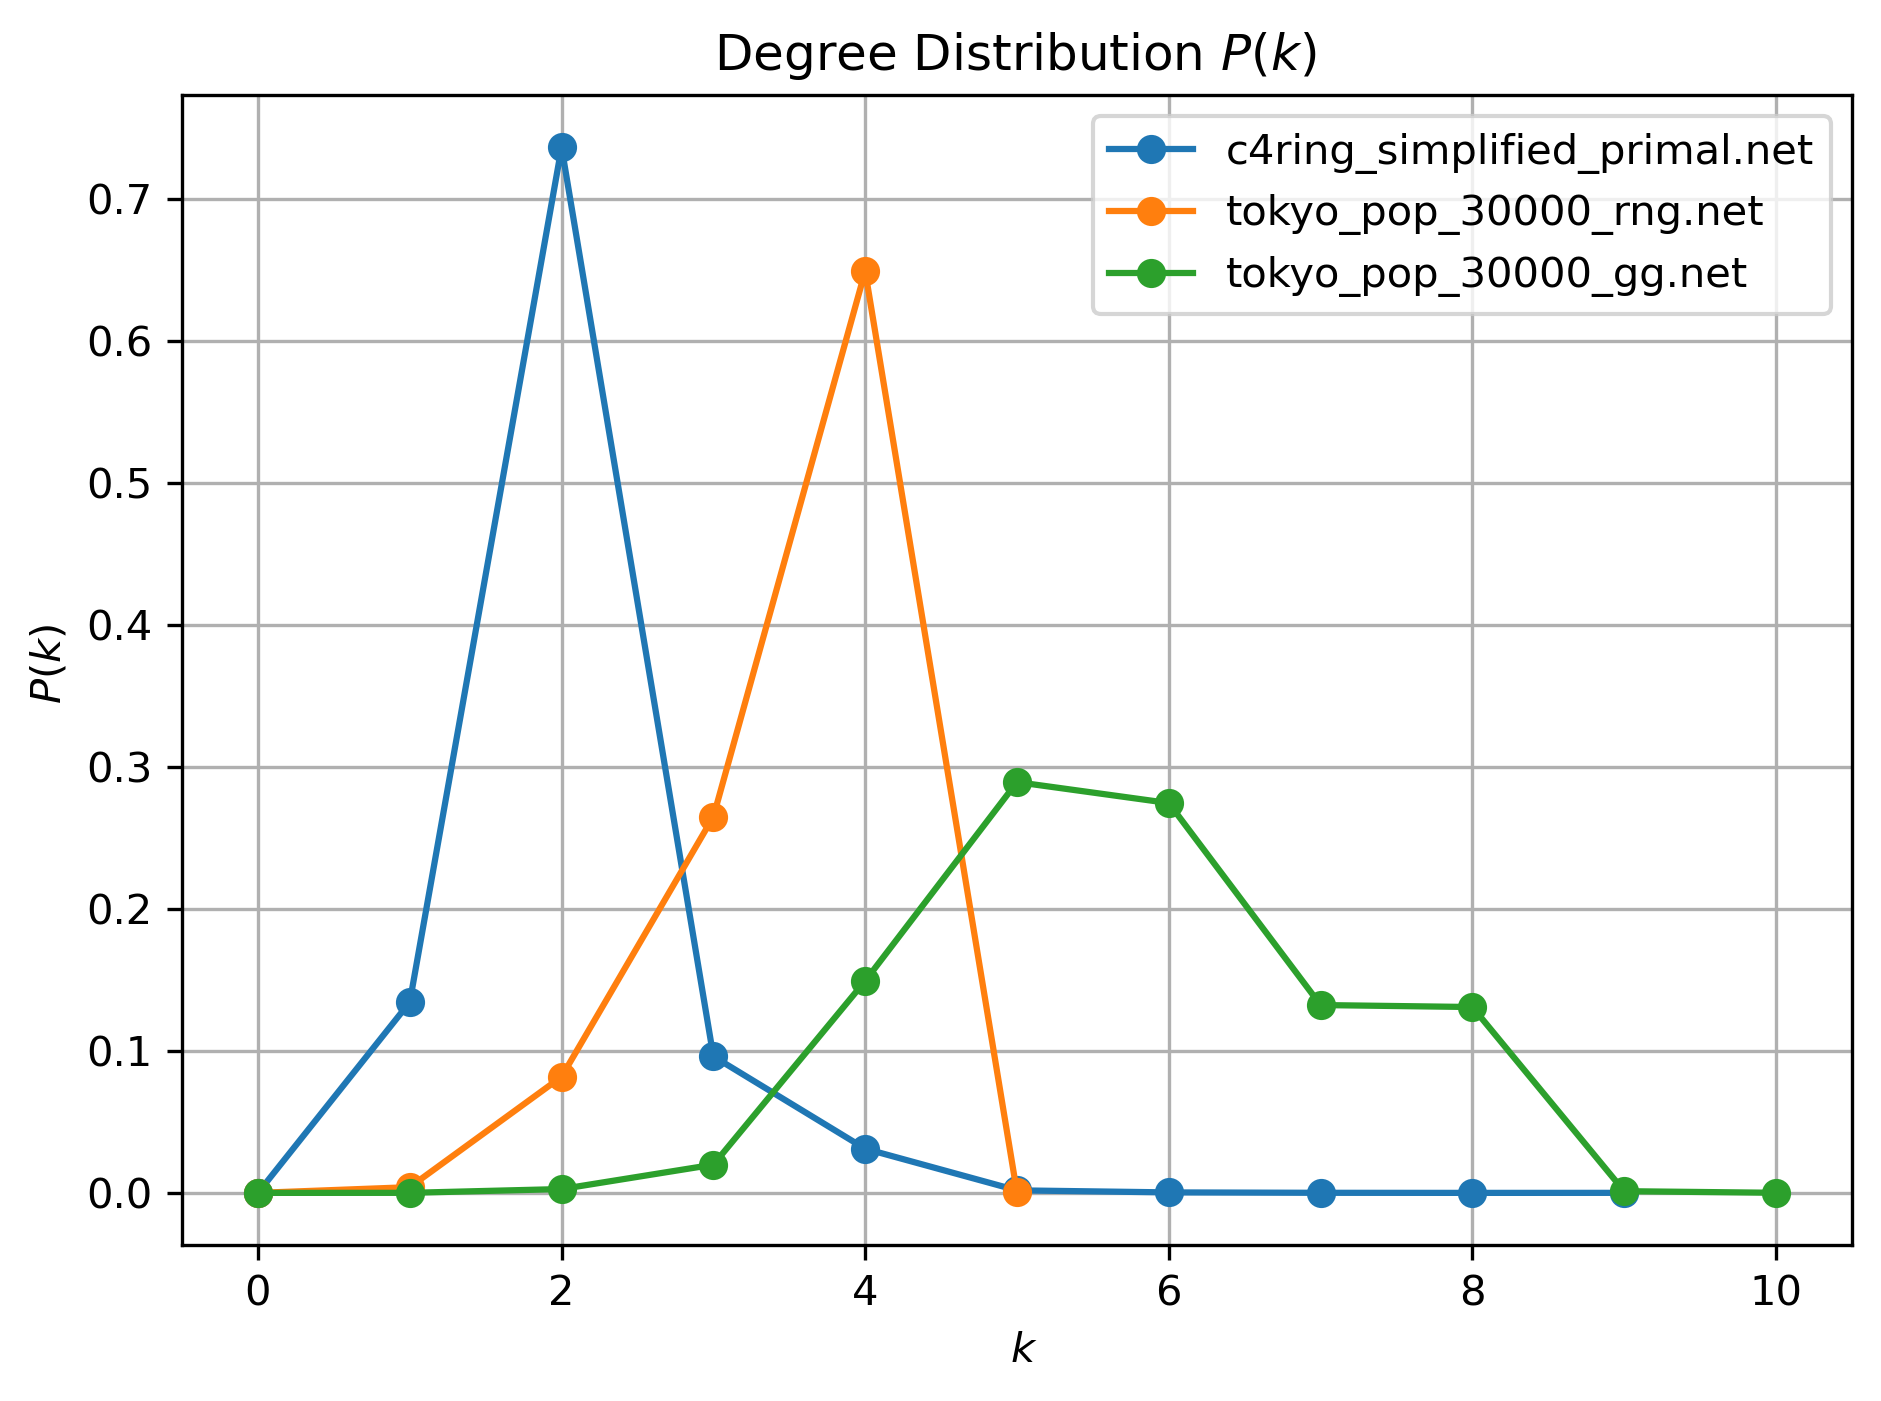 Degree Distribution P(k)
c4ring_simplified_primal.net
tokyo_pop_30000_rng.net
tokyo_pop_30000_gg.net
P(k)
0.7
0.6
0.5
0.4
0.3
0.2
0.1
0.0
0 2 4 6 8 10
k